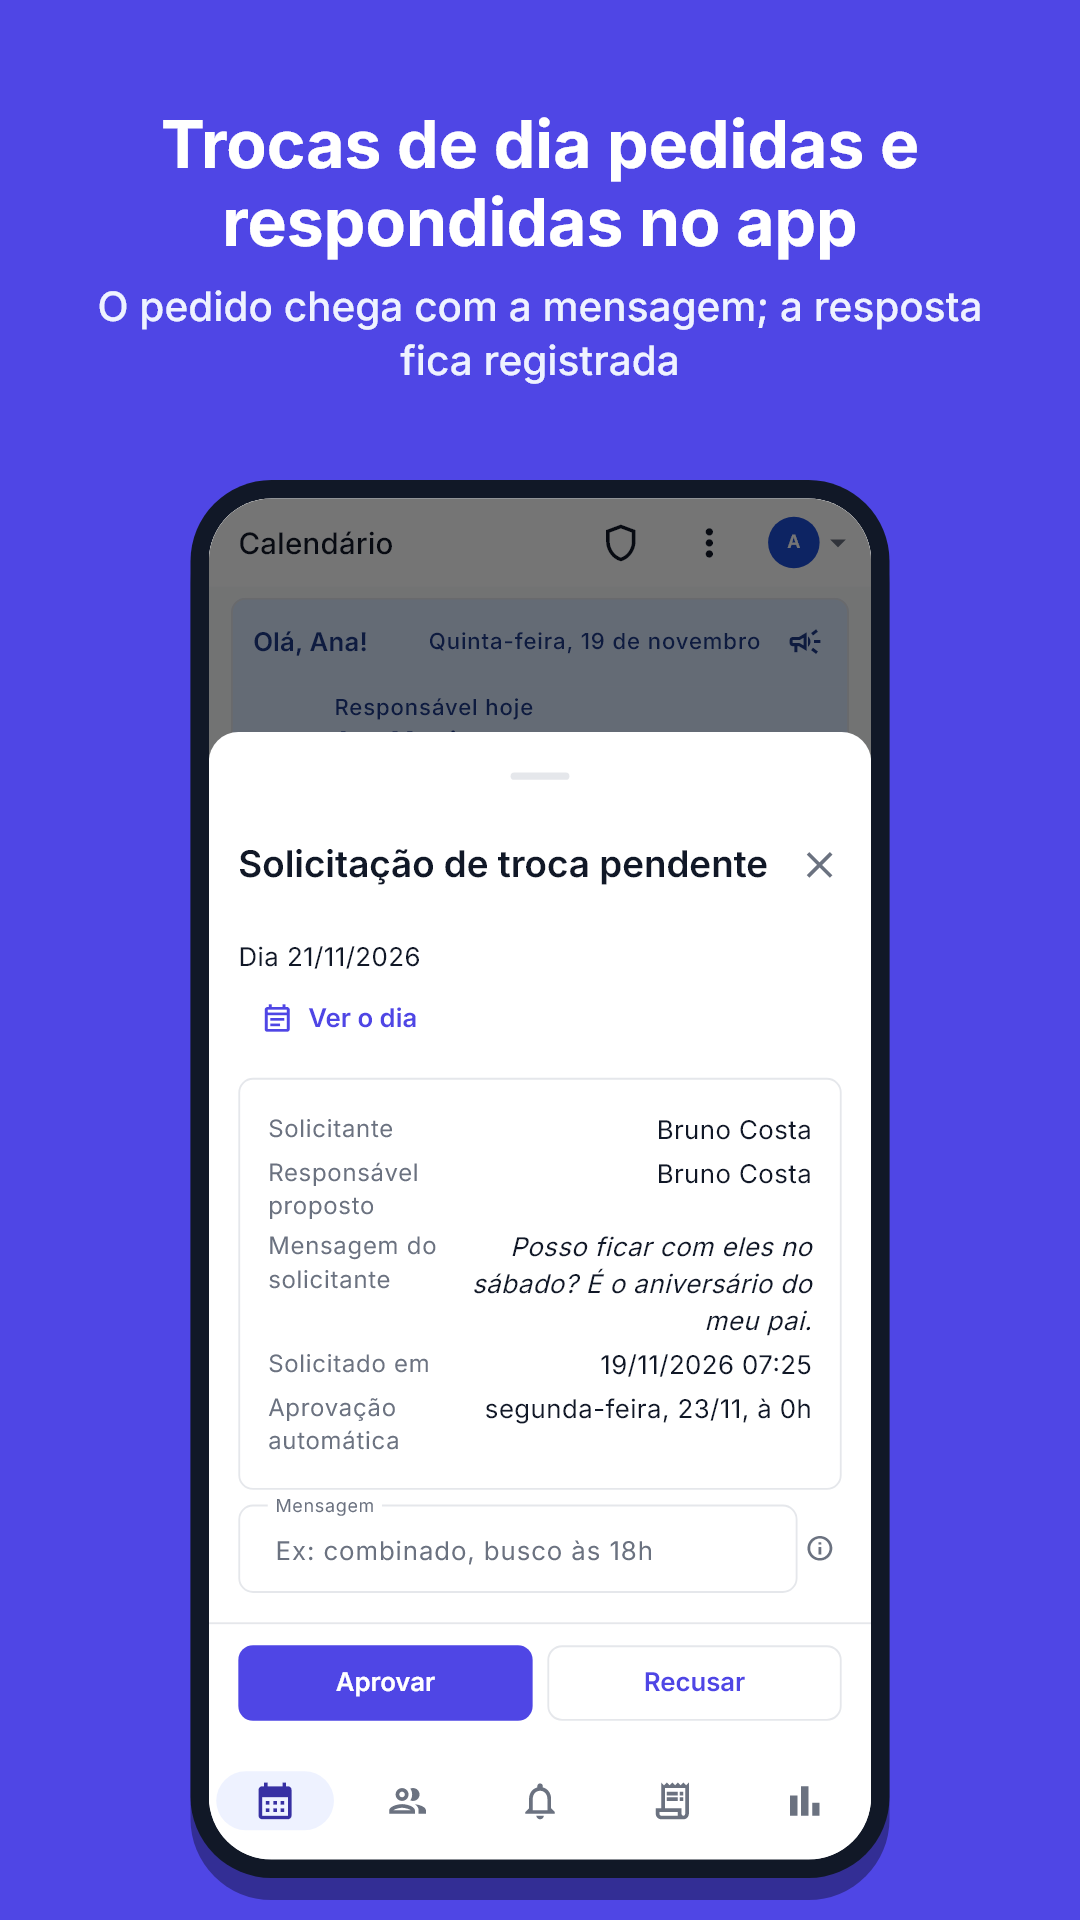 Trocas de dia pedidas e
respondidas no app
O pedido chega com a mensagem; a resposta
fica registrada
Calendário
A
Olá, Ana!
Quinta-feira, 19 de novembro
Responsável hoje
Solicitação de troca pendente
Dia 21/11/2026
Ver o dia
Solicitante
Bruno Costa
Responsável
proposto
Bruno Costa
Mensagem do
solicitante
Posso ficar com eles no
sábado? É o aniversário do
meu pai.
Solicitado em
19/11/2026 07:25
Aprovação
automática
segunda-feira, 23/11, à 0h
Mensagem
Ex: combinado, busco às 18h
Aprovar
Recusar